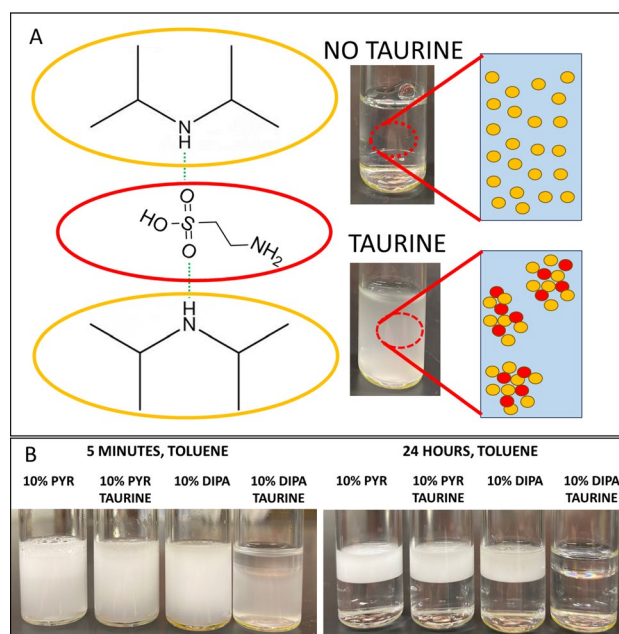 A
NO TAURINE
N
H
O
HO
S
O
NH2
TAURINE
H
N
B
5 MINUTES, TOLUENE
24 HOURS, TOLUENE
10% PYR
10% PYR
TAURINE
10% DIPA
10% DIPA
TAURINE
10% PYR
10% PYR
TAURINE
10% DIPA
10% DIPA
TAURINE